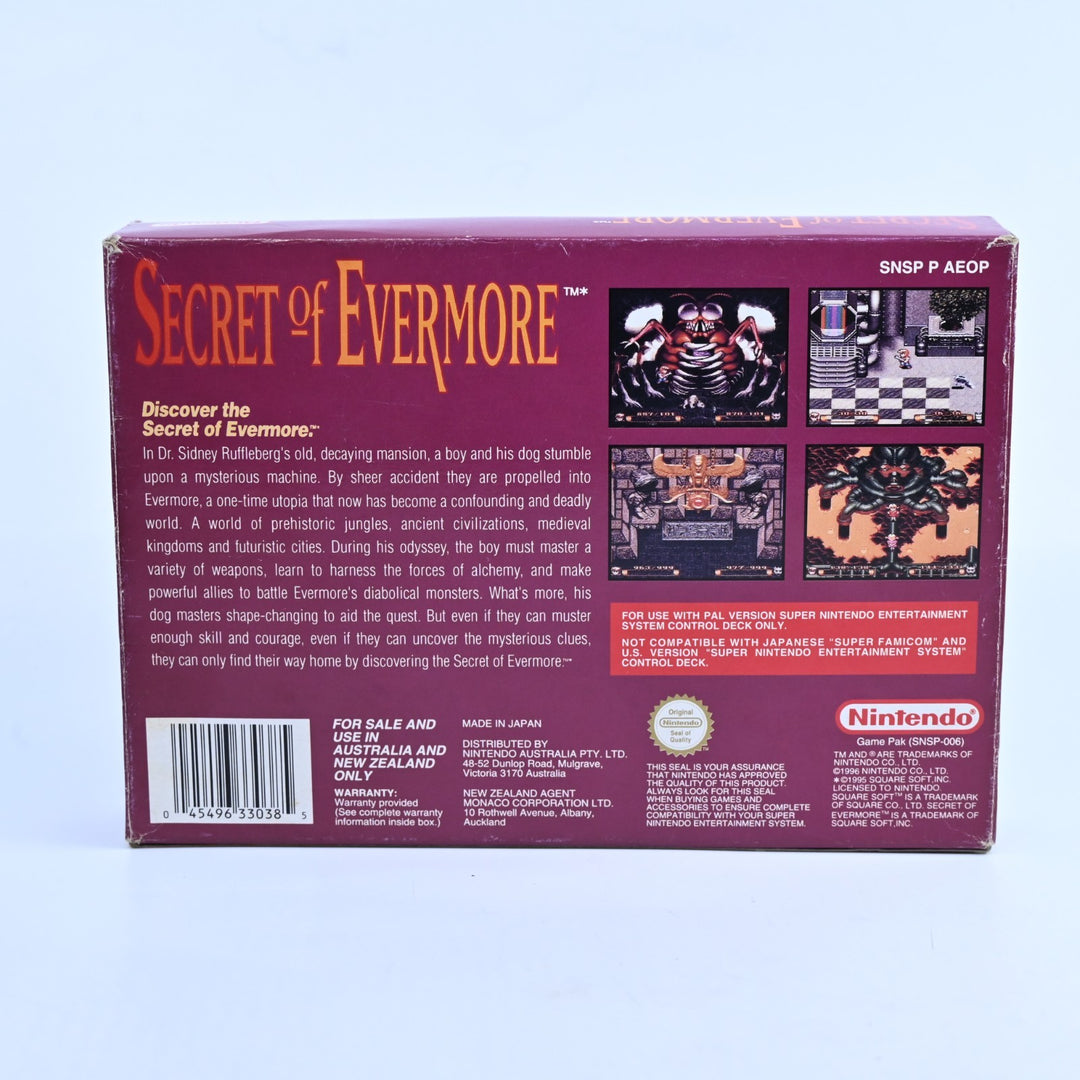 SECRET of EVERMORE
SECRET of EVERMORE™*
SNSP P AEOP
Discover the
Secret of Evermore.™*
In Dr. Sidney Ruffleberg's old, decaying mansion, a boy and his dog stumble
upon a mysterious machine. By sheer accident they are propelled into
Evermore, a one-time utopia that now has become a confounding and deadly
world. A world of prehistoric jungles, ancient civilizations, medieval
kingdoms and futuristic cities. During his odyssey, the boy must master a
variety of weapons, learn to harness the forces of alchemy, and make
powerful allies to battle Evermore's diabolical monsters. What's more, his
dog masters shape-changing to aid the quest. But even if they can muster
enough skill and courage, even if they can uncover the mysterious clues,
they can only find their way home by discovering the Secret of Evermore.™*
FOR USE WITH PAL VERSION SUPER NINTENDO ENTERTAINMENT
SYSTEM CONTROL DECK ONLY.
NOT COMPATIBLE WITH JAPANESE "SUPER FAMICOM" AND
U.S. VERSION "SUPER NINTENDO ENTERTAINMENT SYSTEM"
CONTROL DECK.
0 45496 33038 5
FOR SALE AND
USE IN
AUSTRALIA AND
NEW ZEALAND
ONLY
WARRANTY:
Warranty provided
(See complete warranty
information inside box.)
MADE IN JAPAN
DISTRIBUTED BY
NINTENDO AUSTRALIA PTY. LTD.
48-52 Dunlop Road, Mulgrave,
Victoria 3170 Australia
NEW ZEALAND AGENT
MONACO CORPORATION LTD.
10 Rothwell Avenue, Albany,
Auckland
Original
Nintendo
Seal of
Quality
THIS SEAL IS YOUR ASSURANCE
THAT NINTENDO HAS APPROVED
THE QUALITY OF THIS PRODUCT.
ALWAYS LOOK FOR THIS SEAL
WHEN BUYING GAMES AND
ACCESSORIES TO ENSURE COMPLETE
COMPATIBILITY WITH YOUR SUPER
NINTENDO ENTERTAINMENT SYSTEM.
Nintendo®
Game Pak (SNSP-006)
TM AND ® ARE TRADEMARKS
OF NINTENDO CO., LTD.
©1996 NINTENDO CO., LTD.
*©1995 SQUARE SOFT,INC.
LICENSED TO NINTENDO.
SQUARE SOFT™ IS A TRADEMARK
OF SQUARE CO., LTD. SECRET OF
EVERMORE™ IS A TRADEMARK OF
SQUARE SOFT,INC.